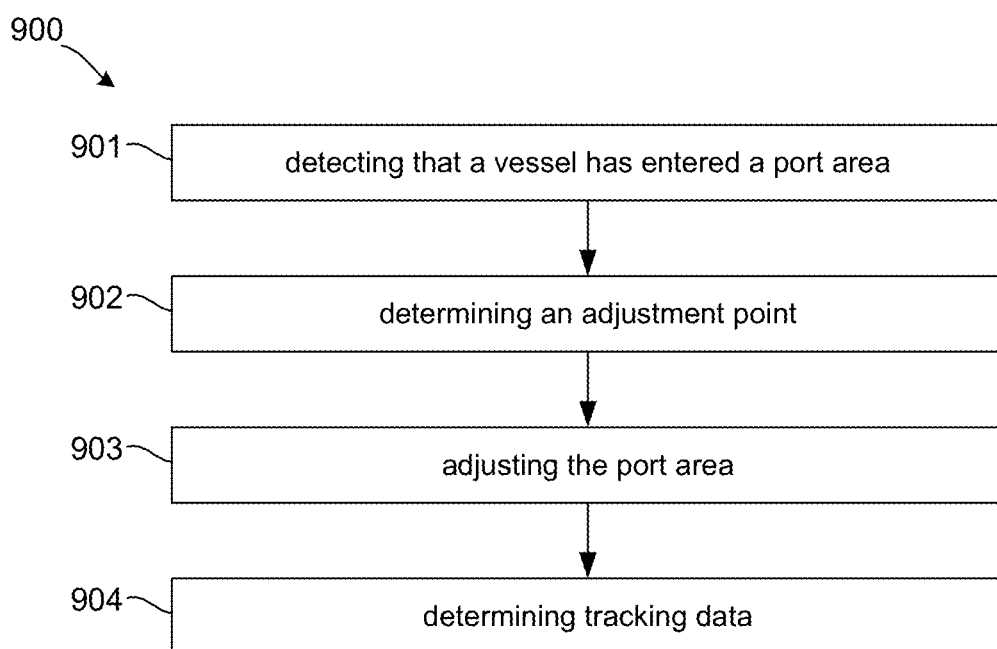 900
901
detecting that a vessel has entered a port area
902
determining an adjustment point
903
adjusting the port area
904
determining tracking data